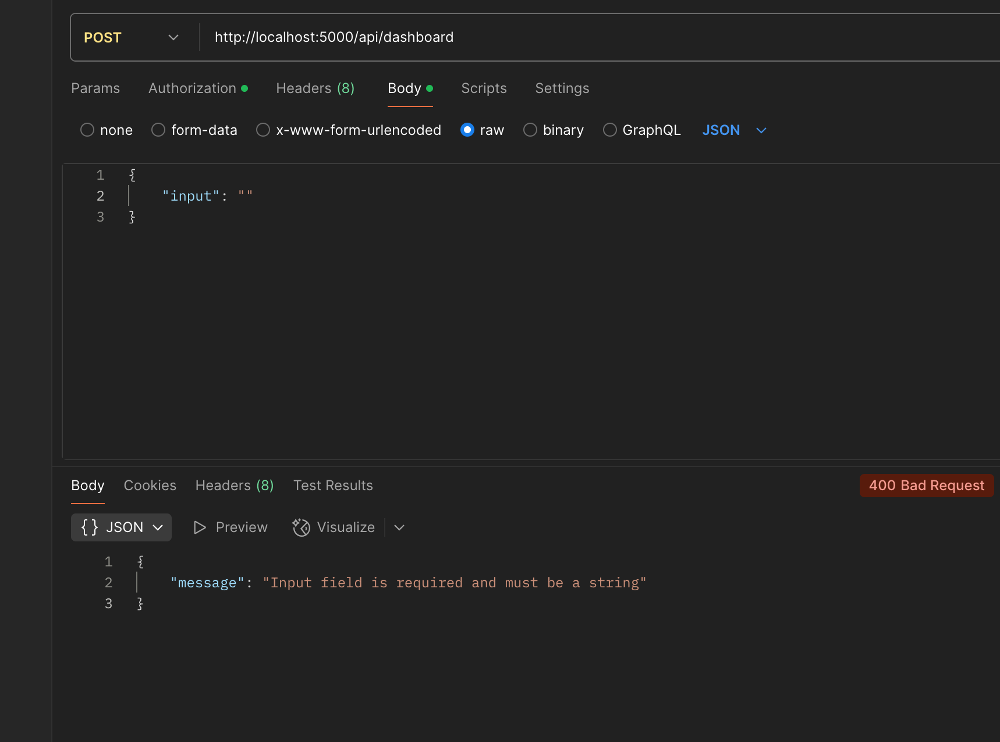 POST http://localhost:5000/api/dashboard
Params Authorization Headers (8) Body Scripts Settings
none form-data x-www-form-urlencoded raw binary GraphQL JSON
1 {
2 "input": ""
3 }
Body Cookies Headers (8) Test Results 400 Bad Request
{} JSON Preview Visualize
1 {
2 "message": "Input field is required and must be a string"
3 }